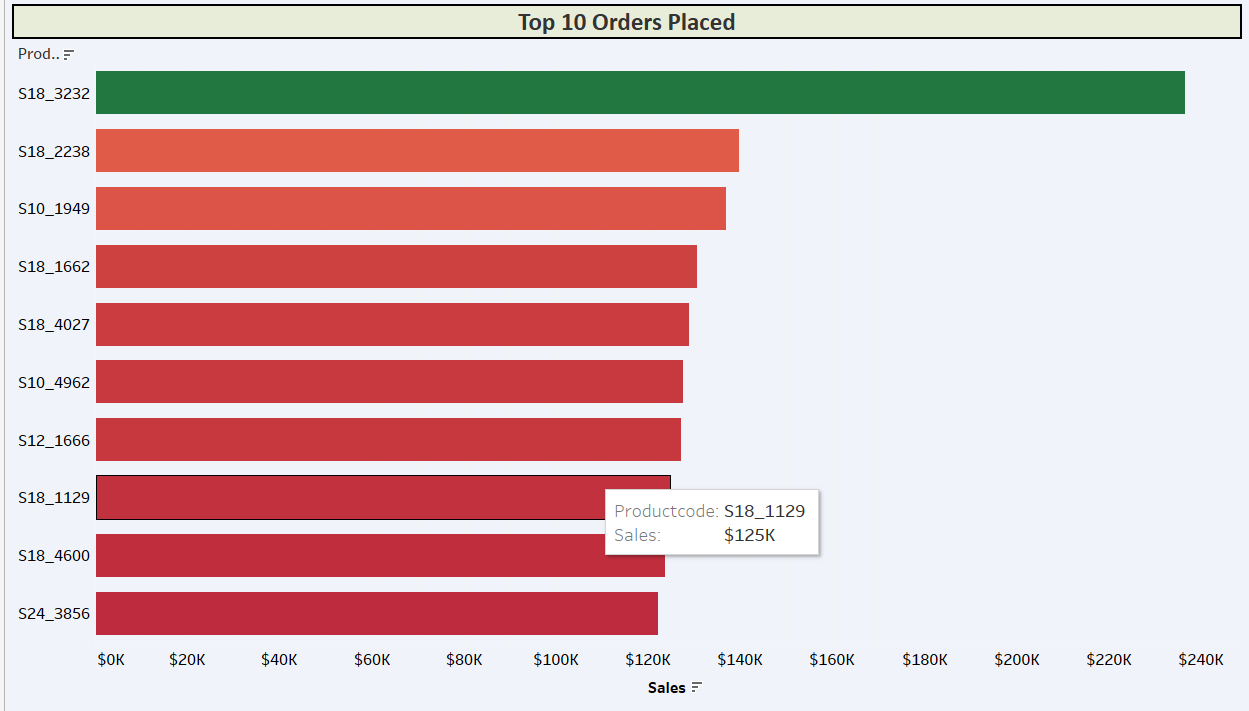 Top 10 Orders Placed
Prod..
S18_3232
S18_2238
S10_1949
S18_1662
S18_4027
S10_4962
S12_1666
S18_1129
Productcode: S18_1129
Sales: $125K
S18_4600
S24_3856
$0K $20K $40K $60K $80K $100K $120K $140K $160K $180K $200K $220K $240K
Sales